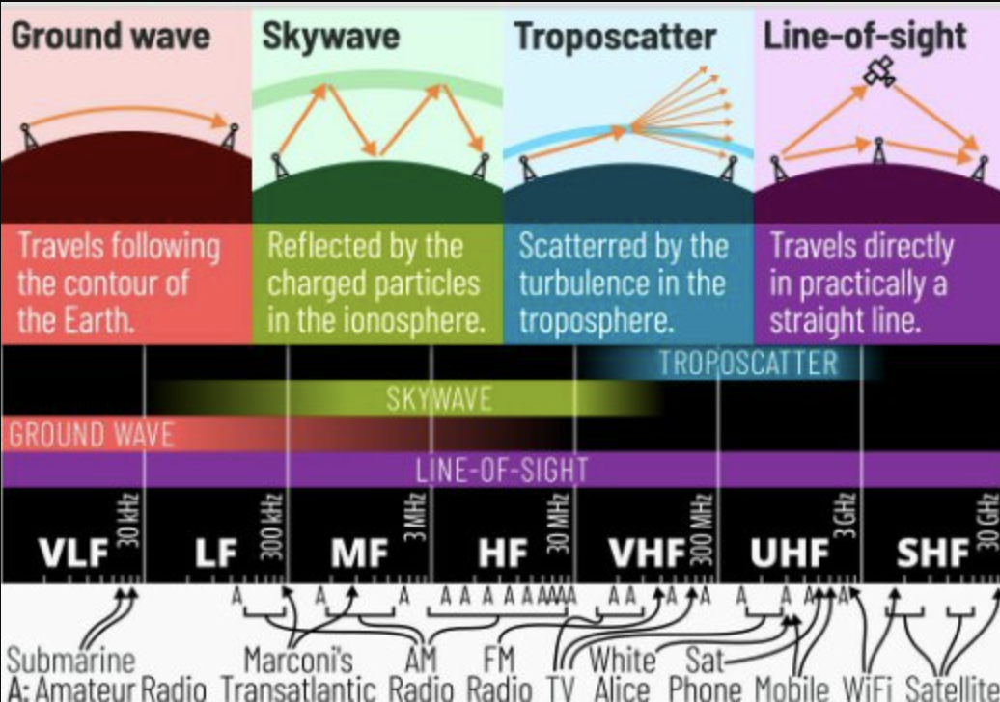 Ground wave
Skywave
Troposcatter
Line-of-sight
Travels following
the contour of
the Earth.
Reflected by the
charged particles
in the ionosphere.
Scatterred by the
turbulence in the
troposphere.
Travels directly
in practically a
straight line.
TROPOSCATTER
SKYWAVE
GROUND WAVE
LINE-OF-SIGHT
VLF 30 kHz LF 300 kHz MF 3 MHz HF 30 MHz VHF 300 MHz UHF 3 GHz SHF 30 GHz
A A A A A A A A A A A A A A A A A A A
Submarine Marconi's AM FM White Sat
A: Amateur Radio Transatlantic Radio Radio TV Alice Phone Mobile WiFi Satellite